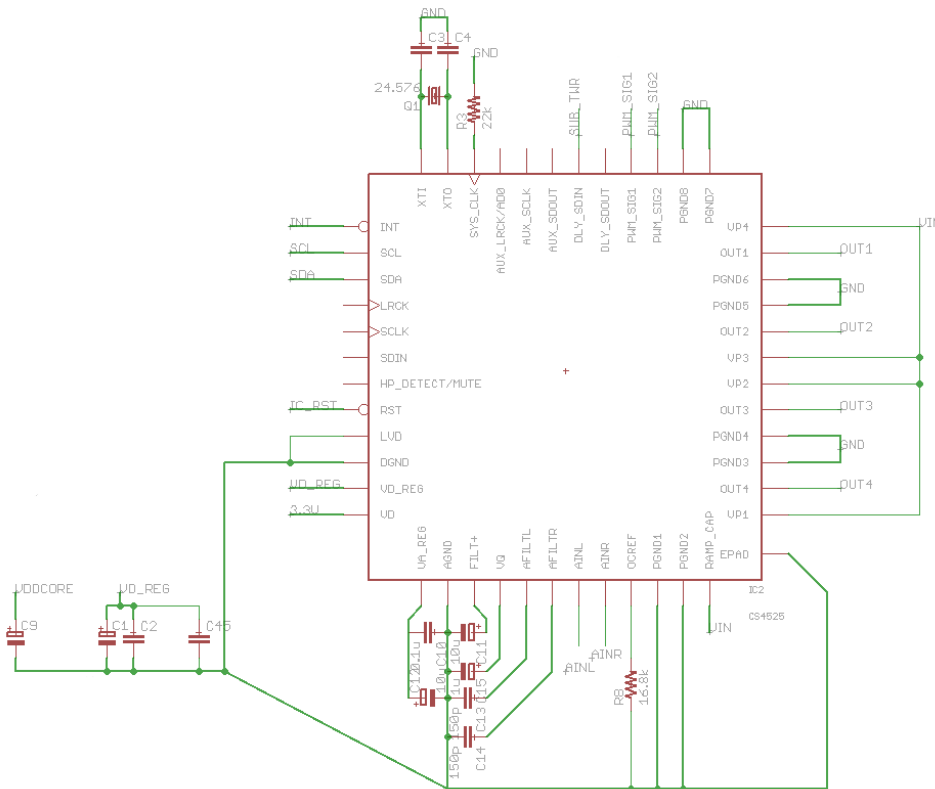 GND
C3 C4
GND
24.576
Q1
R3
22k
SUB_TWR
PWM_SIG1
PWM_SIG2
GND
XTI
XTO
SYS_CLK
AUX_LRCK/AD0
AUX_SCLK
AUX_SDOUT
DLY_SDIN
DLY_SDOUT
PWM_SIG1
PWM_SIG2
PGND8
PGND7
INT
INT
SCL
SCL
SDA
SDA
LRCK
SCLK
SDIN
HP_DETECT/MUTE
IC_RST
RST
LVD
DGND
VD_REG
VD_REG
3.3V
VD
VP4
VIN
OUT1
OUT1
PGND6
GND
PGND5
OUT2
OUT2
VP3
VP2
OUT3
OUT3
PGND4
GND
PGND3
OUT4
OUT4
VP1
EPAD
VA_REG
AGND
FILT+
VQ
AFILTL
AFILTR
AINL
AINR
OCREF
PGND1
PGND2
RAMP_CAP
IC2
CS4525
VDDCORE
VD_REG
C9
C1
C2
C45
C12
0.1u
C10
10u
10u
C11
1u
C15
150p
C13
150p
C14
AINL
AINR
R8
16.8k
VIN